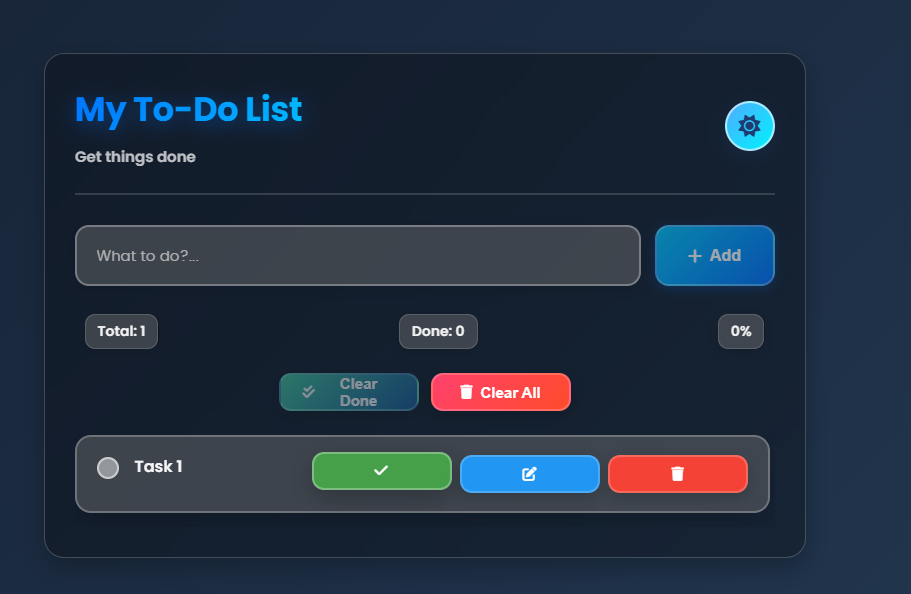 My To-Do List
Get things done
What to do?...
+ Add
Total: 1
Done: 0
0%
Clear
Done
Clear All
Task 1